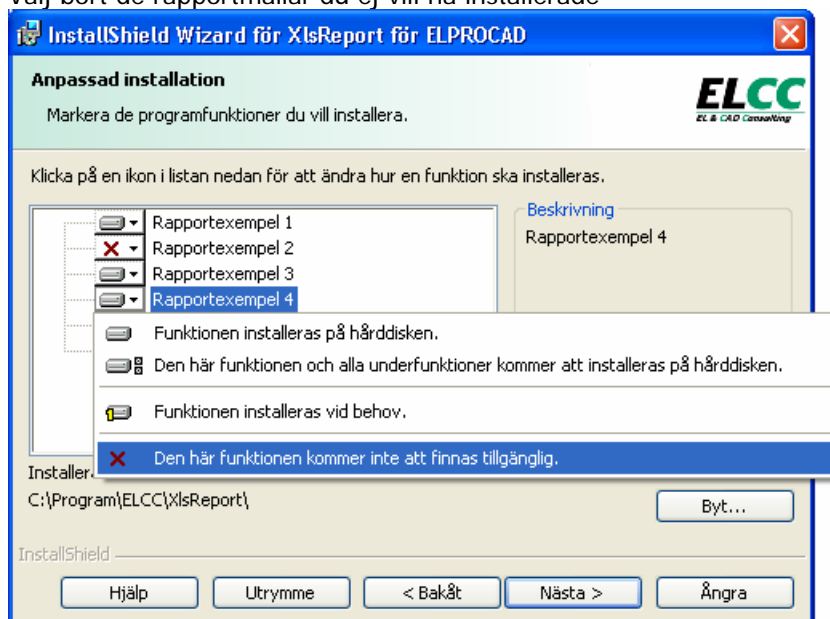 Välj bort de rapportmallar du ej vill ha installerade
InstallShield Wizard för XlsReport för ELPROCAD
Anpassad installation
Markera de programfunktioner du vill installera.
ELCC
EL & CAD Consulting
Klicka på en ikon i listan nedan för att ändra hur en funktion ska installeras.
Rapportexempel 1
Rapportexempel 2
Rapportexempel 3
Rapportexempel 4
Beskrivning
Rapportexempel 4
Funktionen installeras på hårddisken.
Den här funktionen och alla underfunktioner kommer att installeras på hårddisken.
Funktionen installeras vid behov.
Den här funktionen kommer inte att finnas tillgänglig.
Installer
C:\Program\ELCC\XlsReport\
Byt...
InstallShield
Hjälp
Utrymme
< Bakåt
Nästa >
Ångra